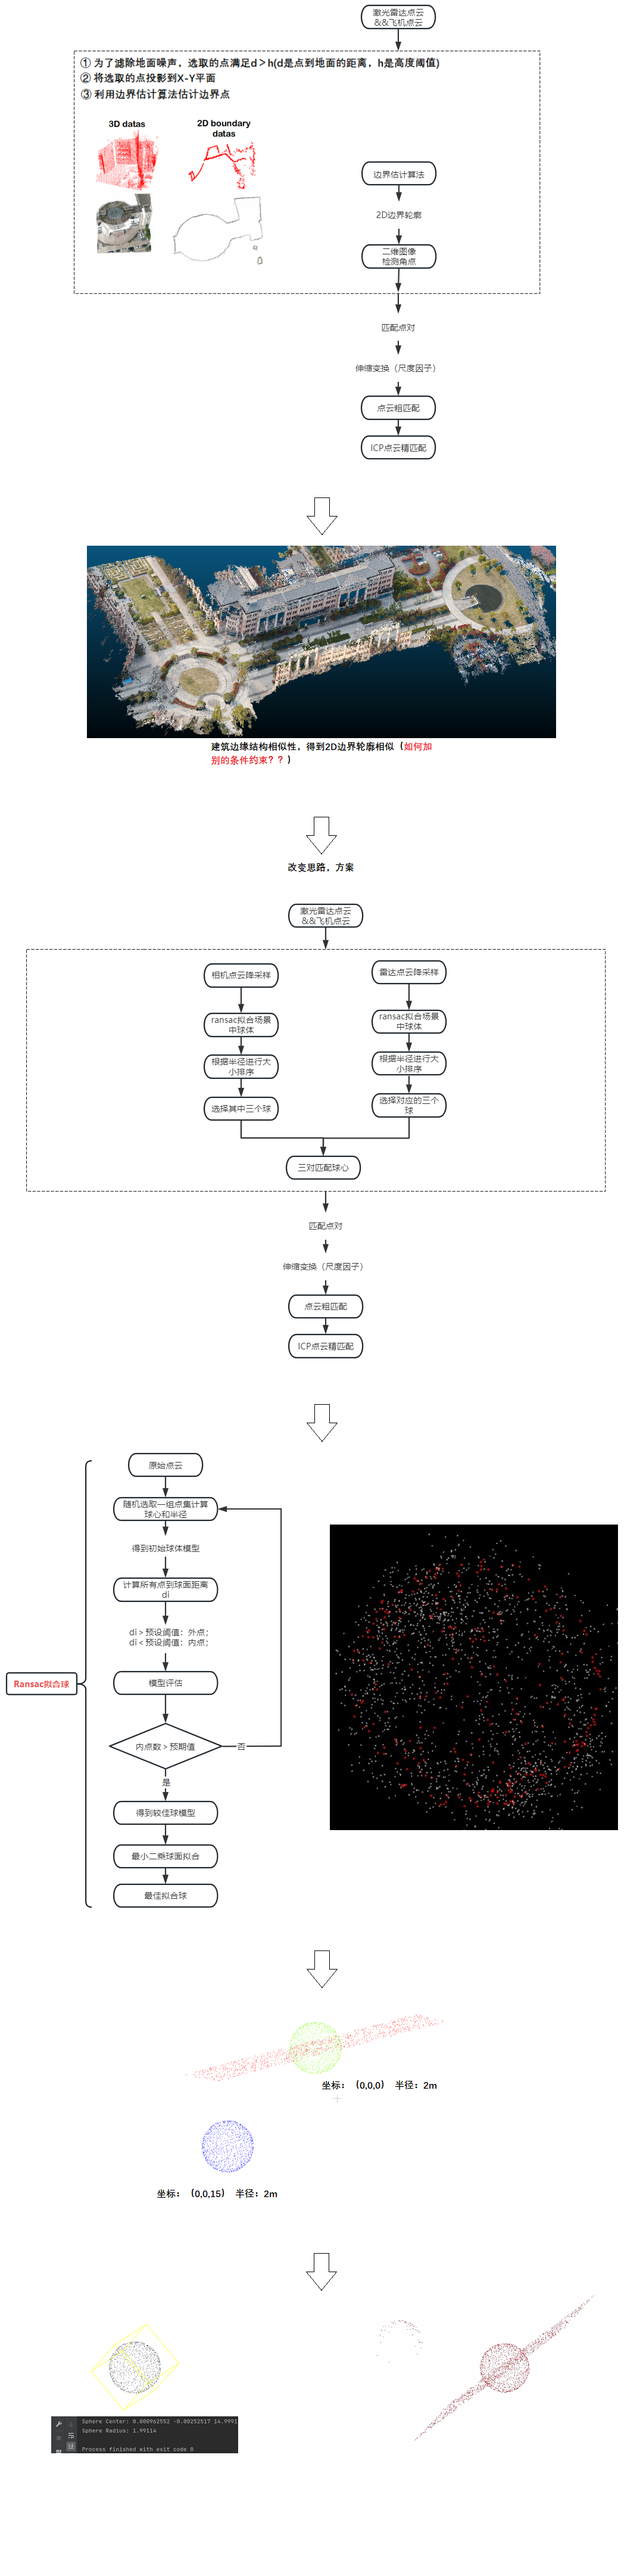 激光雷达点云
&&飞机点云
① 为了滤除地面噪声，选取的点满足d＞h(d是点到地面的距离，h是高度阈值)
② 将选取的点投影到X-Y平面
③ 利用边界估计算法估计边界点
3D datas
2D boundary
datas
边界估计算法
2D边界轮廓
二维图像
检测角点
匹配点对
伸缩变换（尺度因子）
点云粗匹配
ICP点云精匹配
建筑边缘结构相似性，得到2D边界轮廓相似（如何加
别的条件约束？？）
改变思路，方案
激光雷达点云
&&飞机点云
相机点云降采样
雷达点云降采样
ransac拟合场景
中球体
ransac拟合场景
中球体
根据半径进行大
小排序
根据半径进行大
小排序
选择其中三个球
选择对应的三个
球
三对匹配球心
匹配点对
伸缩变换（尺度因子）
点云粗匹配
ICP点云精匹配
Ransac拟合球
原始点云
随机选取一组点集计算
球心和半径
得到初始球体模型
计算所有点到球面距离
di
di＞预设阈值：外点；
di＜预设阈值：内点；
模型评估
内点数＞预期值
否
是
得到较佳球模型
最小二乘球面拟合
最佳拟合球
坐标：（0,0,0） 半径：2m
坐标：（0,0,15） 半径：2m
Sphere Center: 0.000962552 -0.00252517 14.9991
Sphere Radius: 1.99114
Process finished with exit code 0